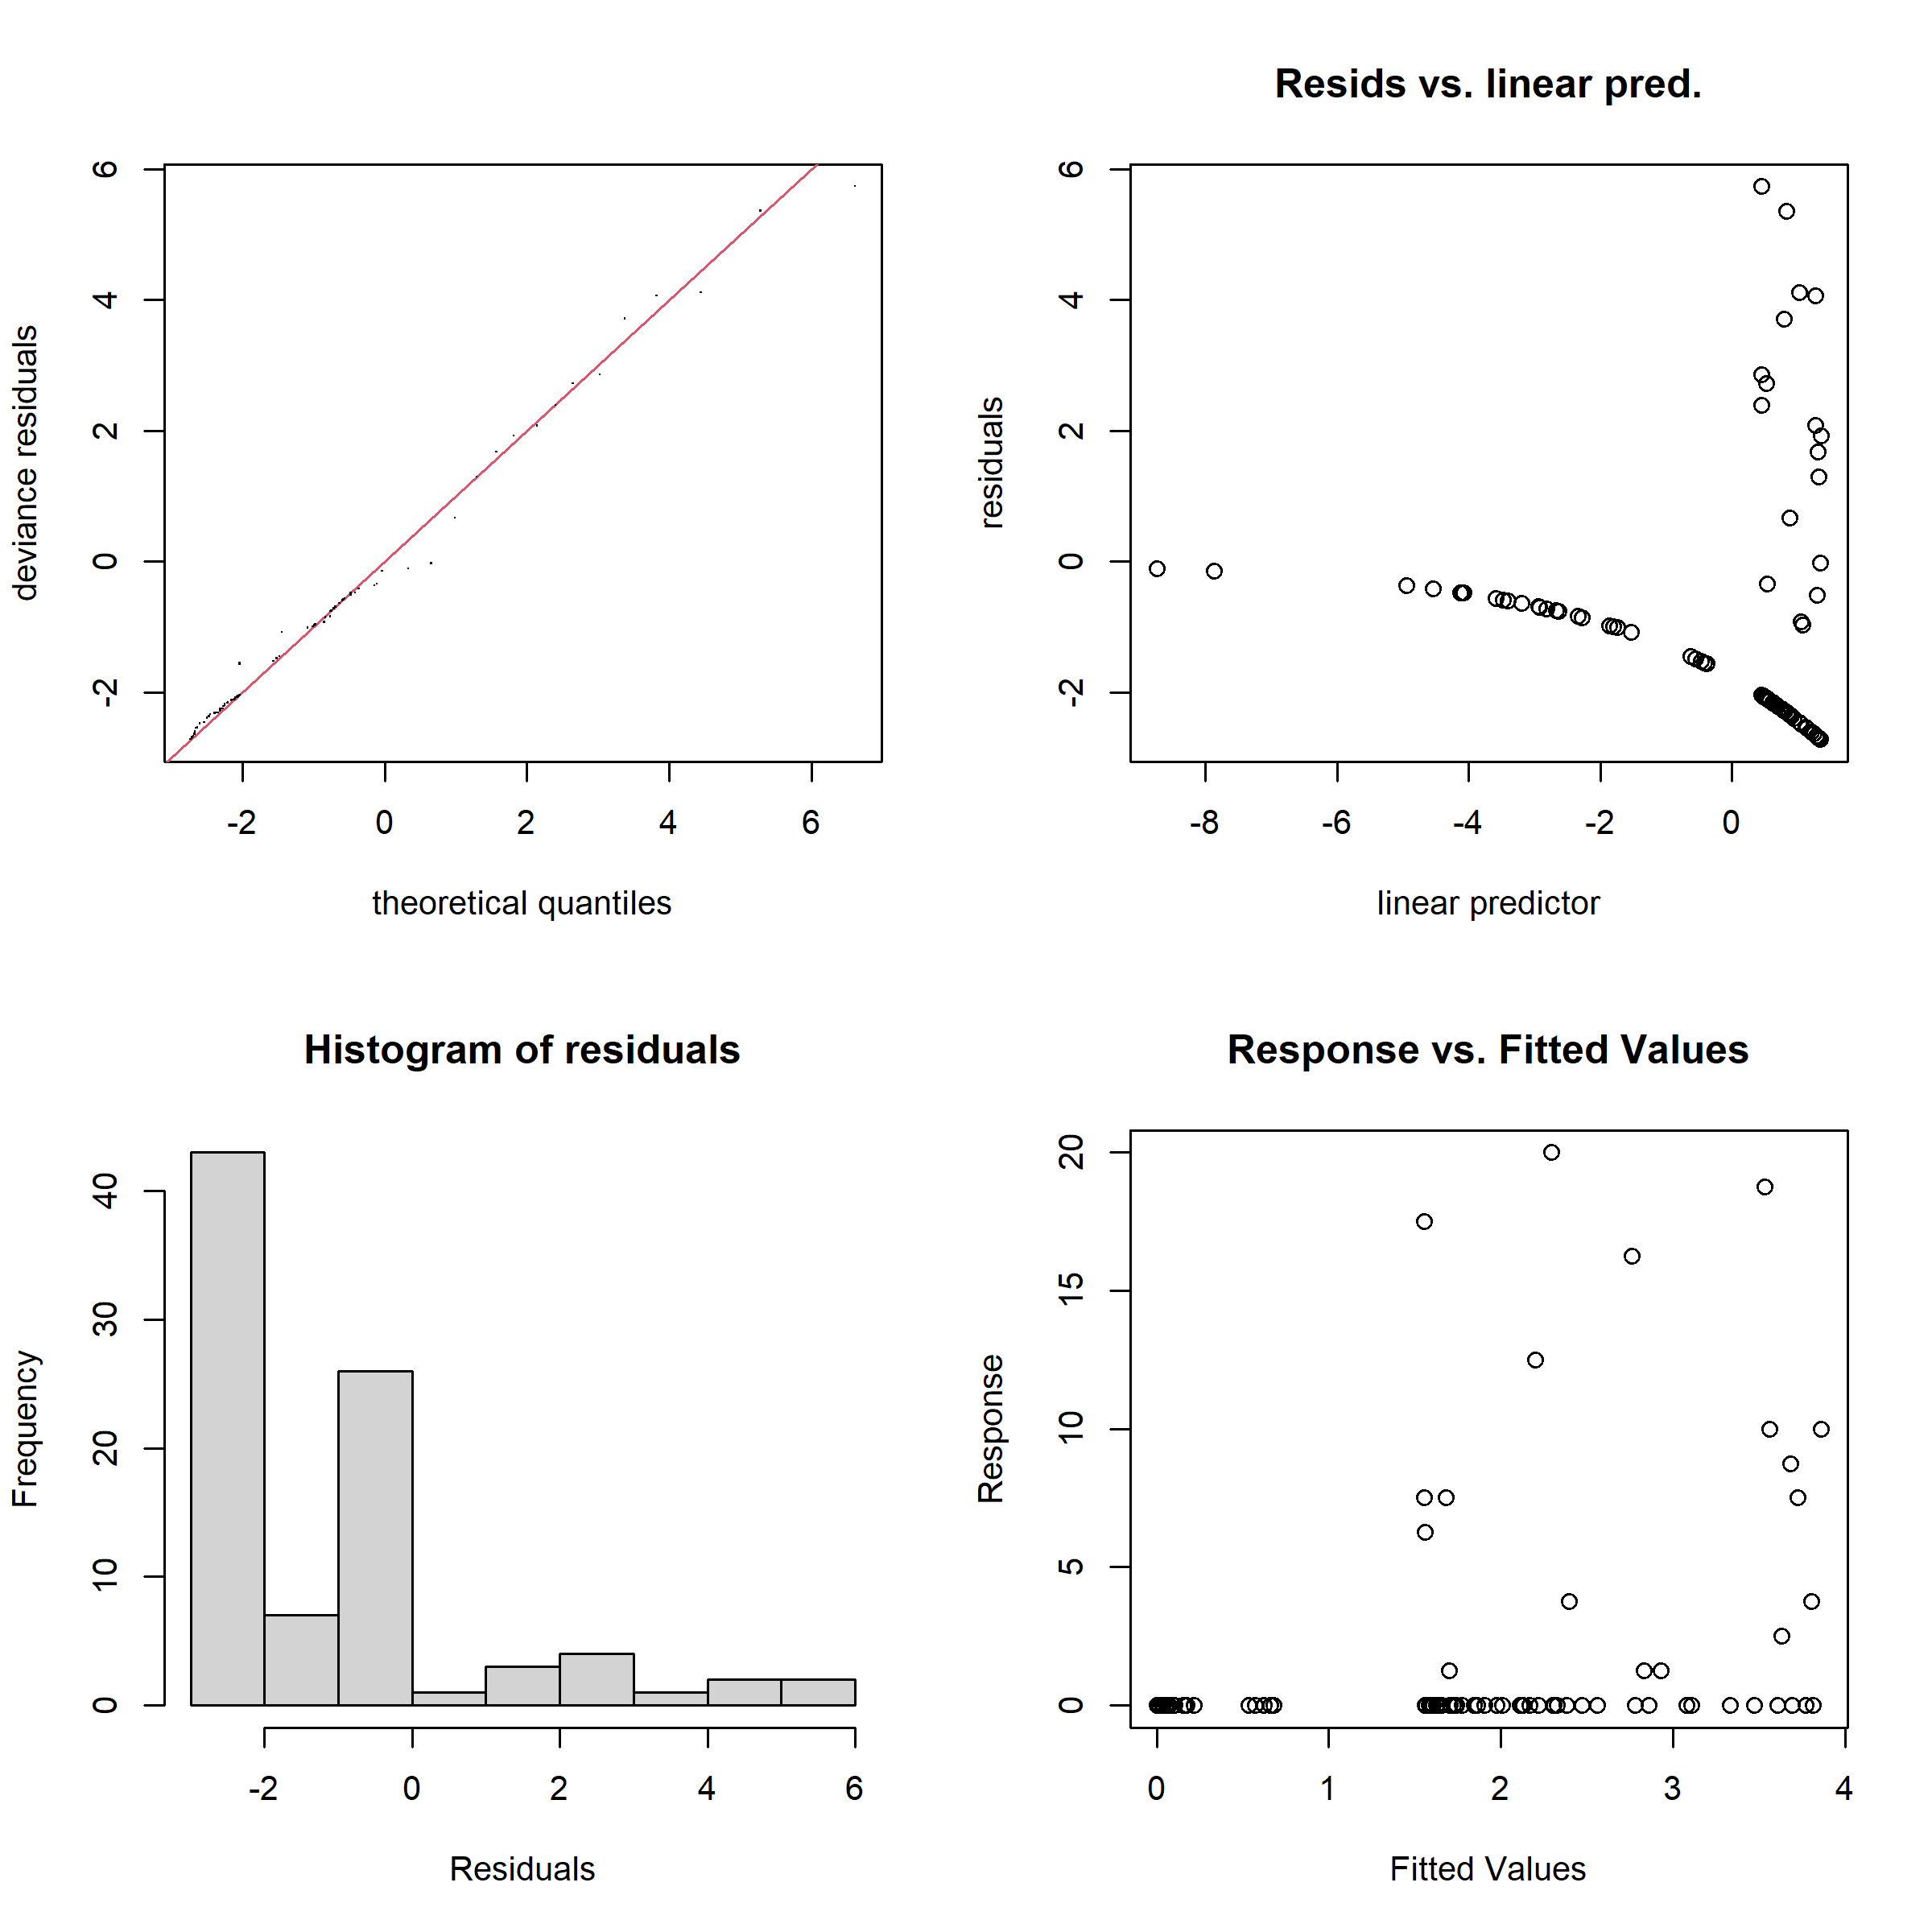 deviance residuals
6
4
2
0
-2
-2 0 2 4 6
theoretical quantiles
Resids vs. linear pred.
residuals
6
4
2
0
-2
-8 -6 -4 -2 0
linear predictor
Histogram of residuals
Frequency
40
30
20
10
0
-2 0 2 4 6
Residuals
Response vs. Fitted Values
Response
20
15
10
5
0
0 1 2 3 4
Fitted Values